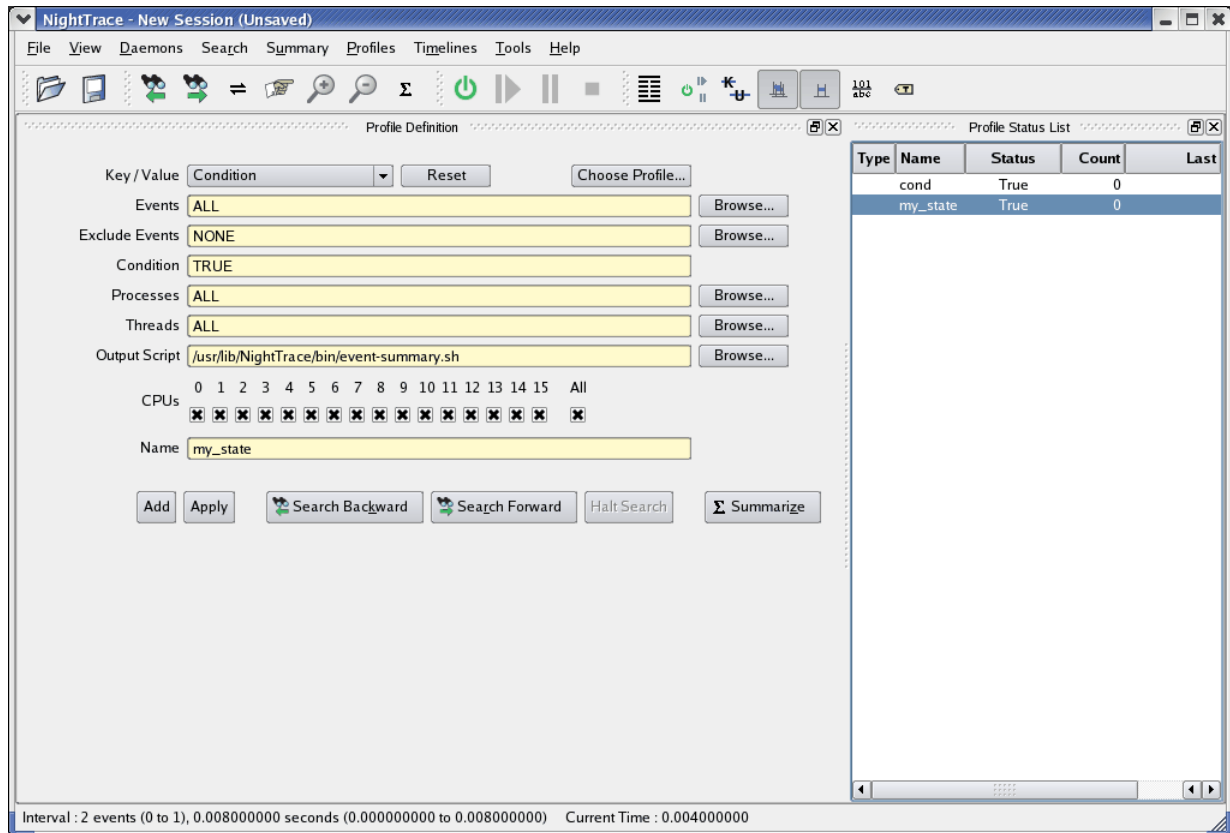 NightTrace - New Session (Unsaved)
File View Daemons Search Summary Profiles Timelines Tools Help
Profile Definition
Key / Value Condition Reset Choose Profile...
Events ALL Browse...
Exclude Events NONE Browse...
Condition TRUE
Processes ALL Browse...
Threads ALL Browse...
Output Script /usr/lib/NightTrace/bin/event-summary.sh Browse...
CPUs 0 1 2 3 4 5 6 7 8 9 10 11 12 13 14 15 All
Name my_state
Add Apply Search Backward Search Forward Halt Search Σ Summarize
Profile Status List
Type Name Status Count Last
cond True 0
my_state True 0
Interval : 2 events (0 to 1), 0.008000000 seconds (0.000000000 to 0.008000000) Current Time : 0.004000000